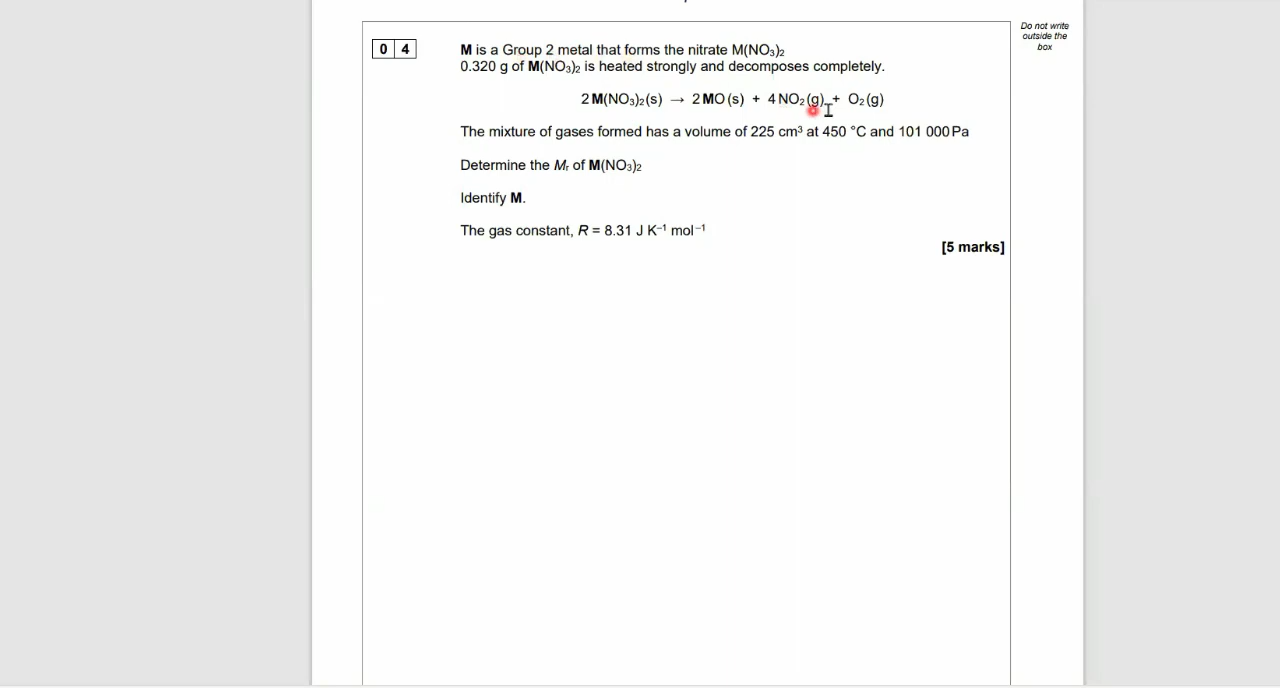 Do not write
outside the
box
0 4
M is a Group 2 metal that forms the nitrate M(NO₃)₂
0.320 g of M(NO₃)₂ is heated strongly and decomposes completely.
2 M(NO₃)₂ (s) → 2 MO (s) + 4 NO₂ (g) + O₂ (g)
The mixture of gases formed has a volume of 225 cm³ at 450 °C and 101 000 Pa
Determine the Mᵣ of M(NO₃)₂
Identify M.
The gas constant, R = 8.31 J K⁻¹ mol⁻¹
[5 marks]